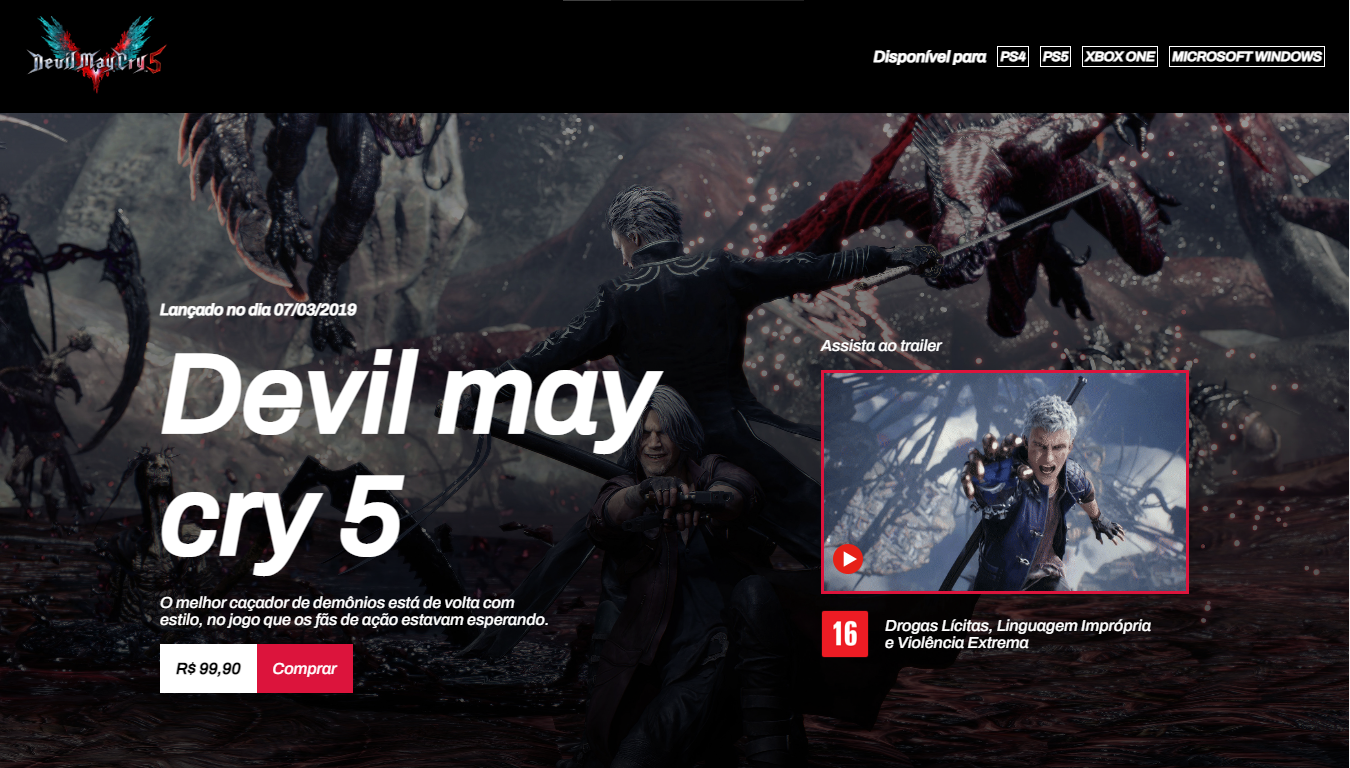 Devil May Cry 5
Disponível para PS4 PS5 XBOX ONE MICROSOFT WINDOWS
Lançado no dia 07/03/2019
Devil may
cry 5
O melhor caçador de demônios está de volta com
estilo, no jogo que os fãs de ação estavam esperando.
R$ 99,90 Comprar
Assista ao trailer
16 Drogas Lícitas, Linguagem Imprópria
e Violência Extrema